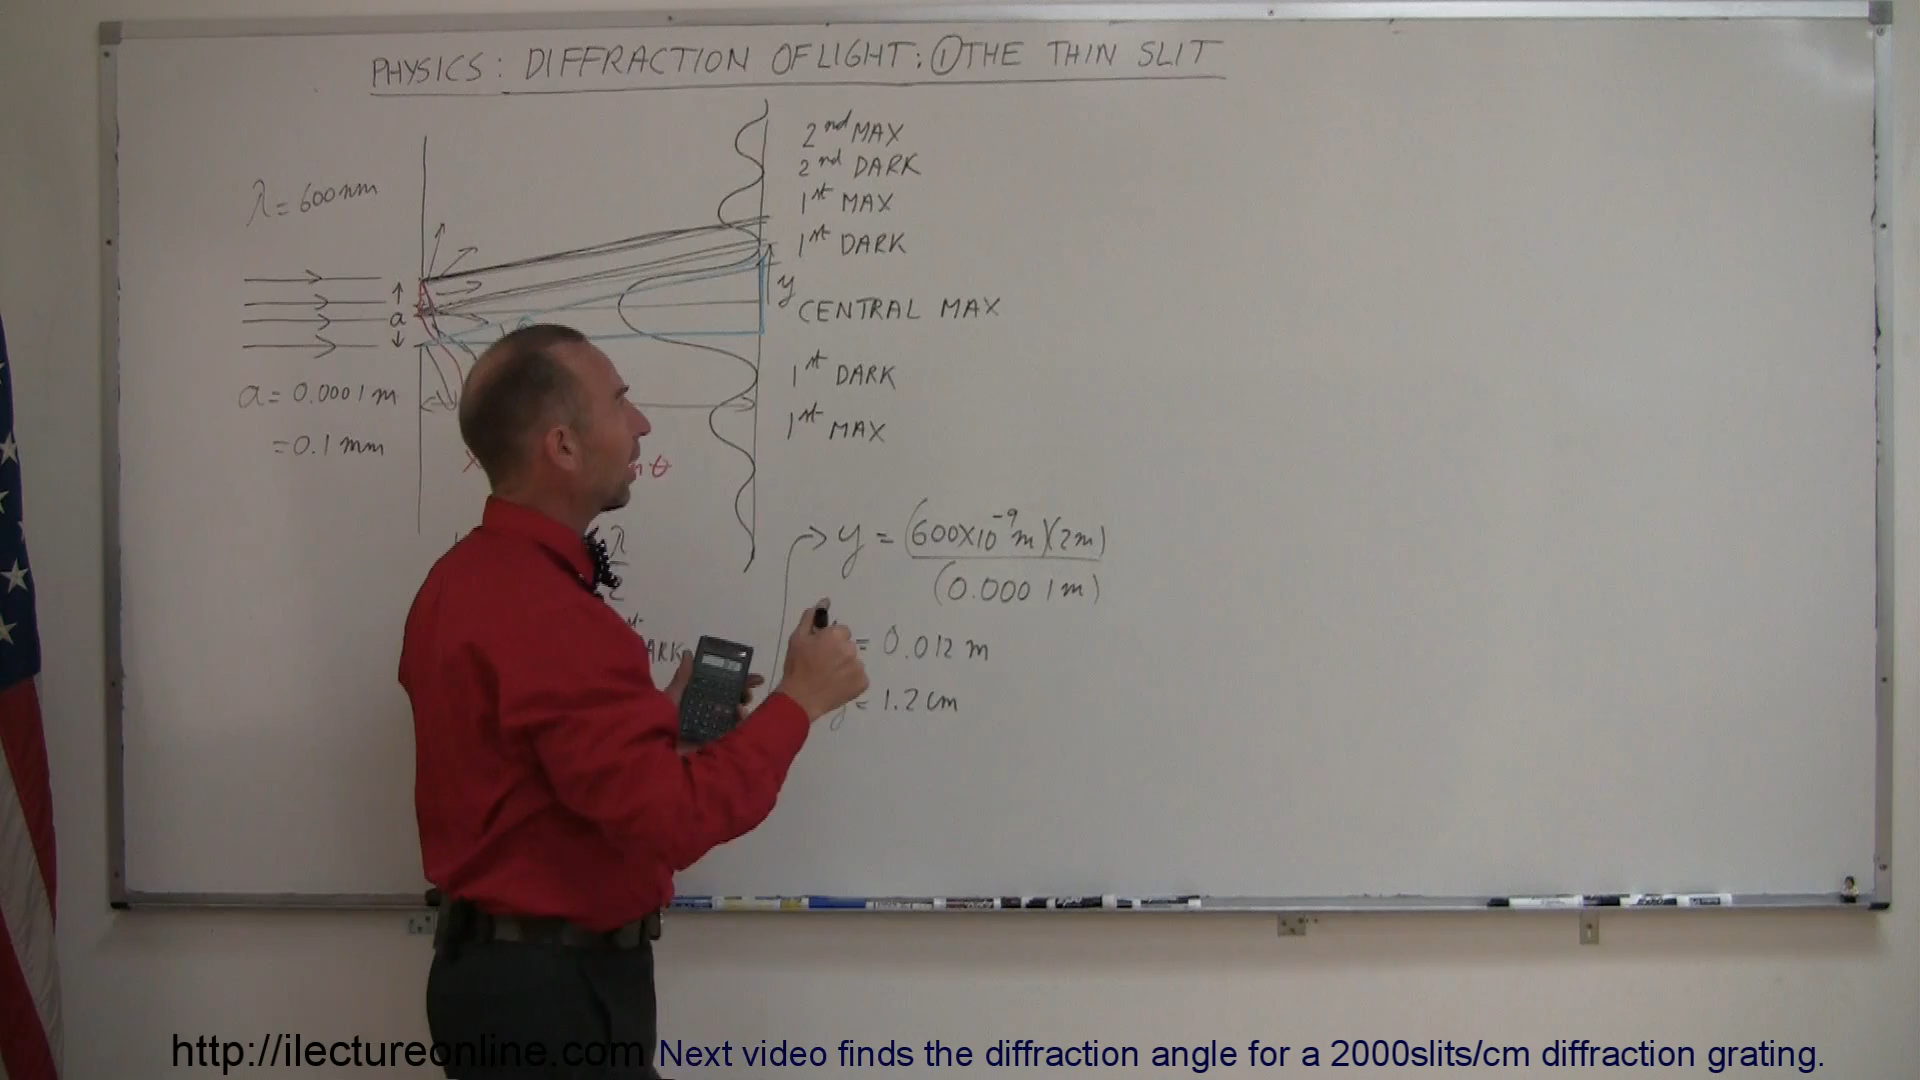 PHYSICS: DIFFRACTION OF LIGHT: ① THE THIN SLIT
λ = 600 nm
a
a = 0.0001 m
= 0.1 mm
2nd MAX
2nd DARK
1st MAX
1st DARK
y
CENTRAL MAX
1st DARK
1st MAX
θ
λ
y = (600X10⁻⁹ m)(2m)
(0.0001m)
= 0.012 m
y = 1.2 cm
http://ilectureonline.com Next video finds the diffraction angle for a 2000slits/cm diffraction grating.